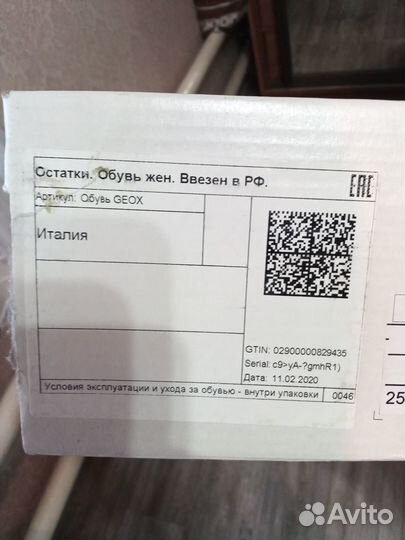 Остатки. Обувь жен. Ввезен в РФ.
EAC
Артикул: Обувь GEOX
Италия
GTIN: 02900000829435
Serial: c9>yA-?gmhR1)
Дата: 11.02.2020
Условия эксплуатации и ухода за обувью - внутри упаковки
0046
25
Avito